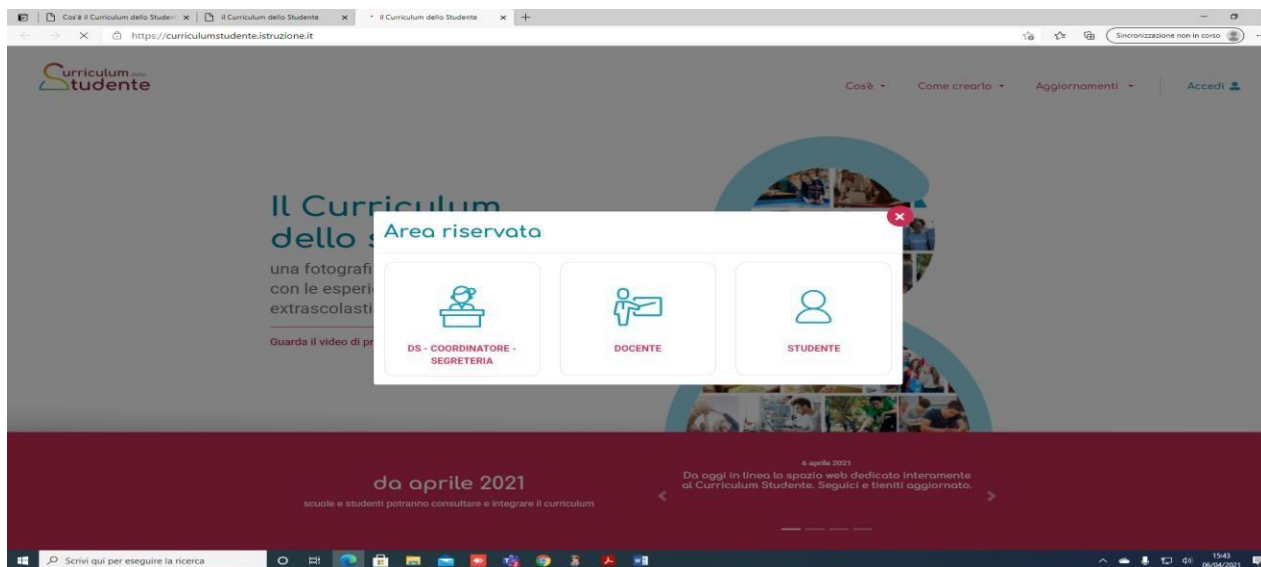 Cos'è il Curriculum dello Studen
il Curriculum dello Studente
il Curriculum dello Studente
https://curriculumstudente.istruzione.it
Sincronizzazione non in corso
Curriculum dello
Studente
Cos'è
Come crearlo
Aggiornamenti
Accedi
Il Curriculum
dello s
una fotografi
con le esperi
extrascolasti
Guarda il video di pr
Area riservata
DS - COORDINATORE -
SEGRETERIA
DOCENTE
STUDENTE
da aprile 2021
scuole e studenti potranno consultare e integrare il curriculum
6 aprile 2021
Da oggi in linea lo spazio web dedicato interamente
al Curriculum Studente. Seguici e tieniti aggiornato.
Scrivi qui per eseguire la ricerca
15:43
06/04/2021